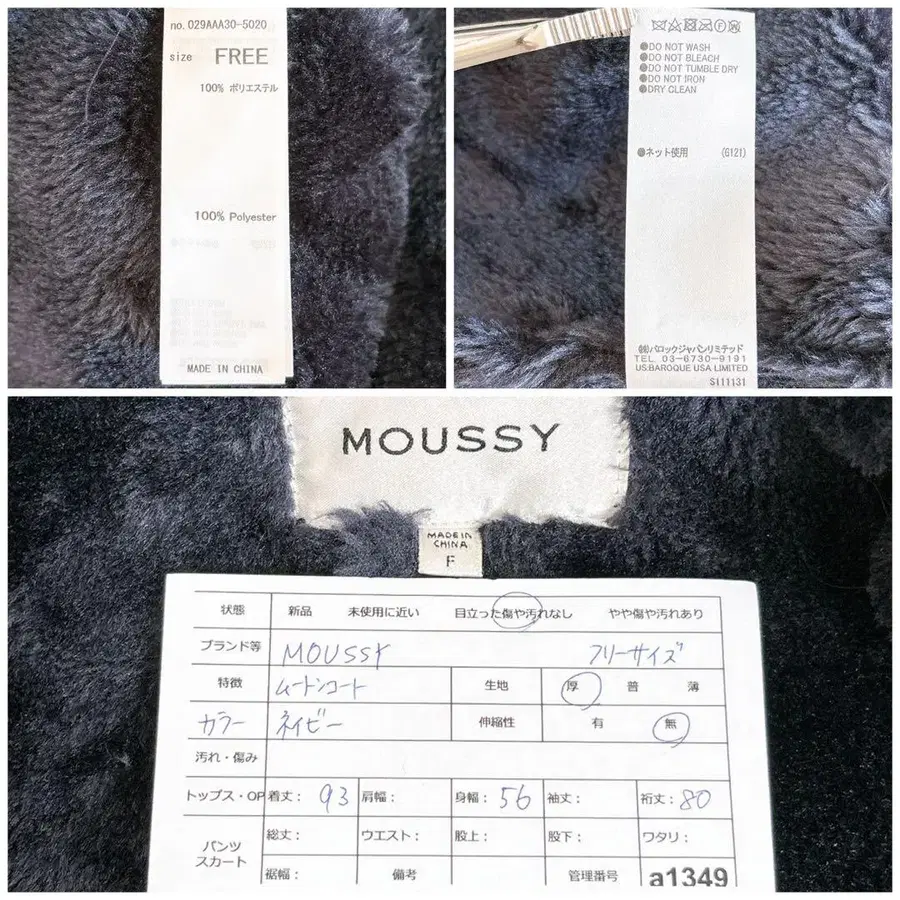 no. 029AAA30-5020
size FREE
100% ポリエステル
100% Polyester
MADE IN CHINA
●DO NOT WASH
●DO NOT BLEACH
●DO NOT TUMBLE DRY
●DO NOT IRON
●DRY CLEAN
●ネット使用 (G121)
㈱バロックジャパンリミテッド
TEL 03-6730-9191
US:BAROQUE USA LIMITED
S111131
MOUSSY
MADE IN
CHINA
F
状態 新品 未使用に近い 目立った傷や汚れなし やや傷や汚れあり
ブランド等 MOUSSY フリーサイズ
特徴 ムートンコート 生地 厚 普 薄
カラー ネイビー 伸縮性 有 無
汚れ・傷み
トップス・OP 着丈: 93 肩幅: 身幅: 56 袖丈: 裄丈: 80
パンツ スカート 総丈: ウエスト: 股上: 股下: ワタリ:
裾幅: 備考 管理番号 a1349